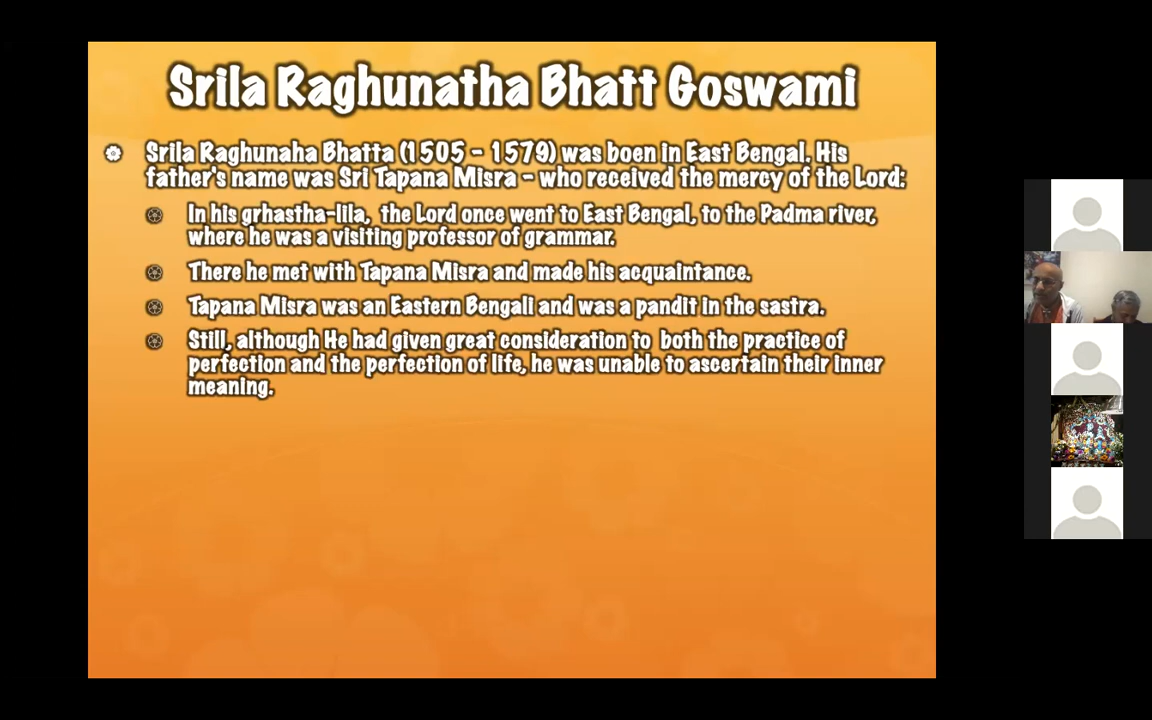 Srila Raghunatha Bhatt Goswami
Srila Raghunaha Bhatta (1505 - 1579) was boen in East Bengal. His
father's name was Sri Tapana Misra - who received the mercy of the Lord:
In his grhastha-lila, the Lord once went to East Bengal, to the Padma river,
where he was a visiting professor of grammar.
There he met with Tapana Misra and made his acquaintance.
Tapana Misra was an Eastern Bengali and was a pandit in the sastra.
Still, although He had given great consideration to both the practice of
perfection and the perfection of life, he was unable to ascertain their inner
meaning.